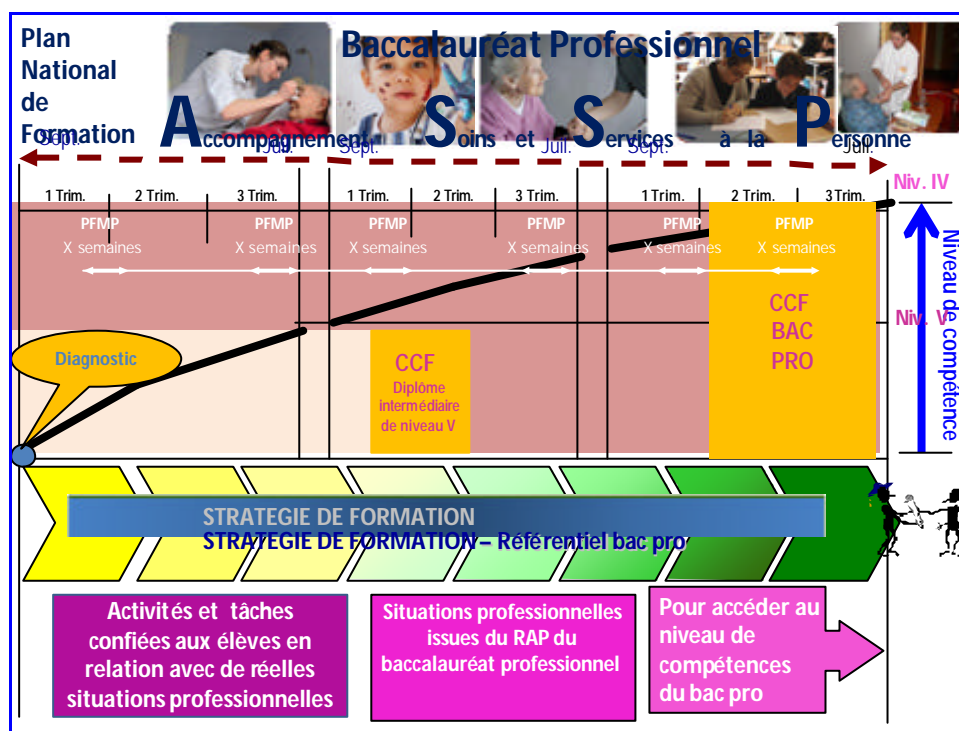 Plan
National
de
Formation
Baccalauréat Professionnel
Accompagnement Soins et Services à la Personne
Sept. Juil. Sept. Juil. Sept. Juil.
1 Trim. 2 Trim. 3 Trim. 1 Trim. 2 Trim. 3 Trim. 1 Trim. 2 Trim. 3 Trim.
Niv. IV
PFMP PFMP PFMP PFMP PFMP PFMP
X semaines X semaines X semaines X semaines X semaines X semaines
Niveau de compétence
Niv. V
Diagnostic
CCF
Diplôme
intermédiaire
de niveau V
CCF
BAC
PRO
STRATEGIE DE FORMATION
STRATEGIE DE FORMATION – Référentiel bac pro
Activités et tâches
confiées aux élèves en
relation avec de réelles
situations professionnelles
Situations professionnelles
issues du RAP du
baccalauréat professionnel
Pour accéder au
niveau de
compétences
du bac pro